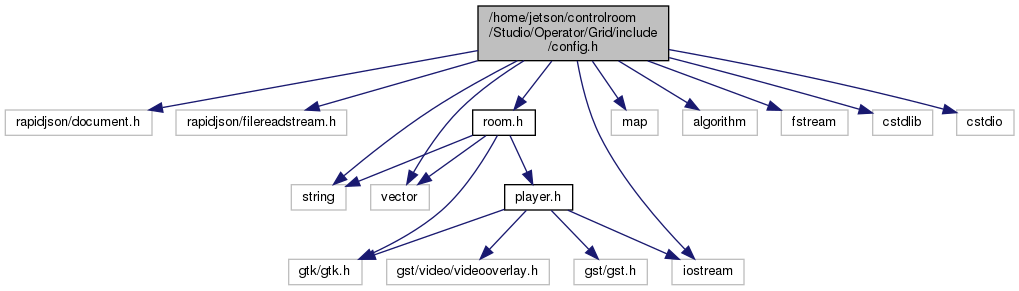 /home/jetson/controlroom
/Studio/Operator/Grid/include
/config.h
rapidjson/document.h
rapidjson/filereadstream.h
room.h
map
algorithm
fstream
cstdlib
cstdio
string
vector
player.h
gtk/gtk.h
gst/video/videooverlay.h
gst/gst.h
iostream